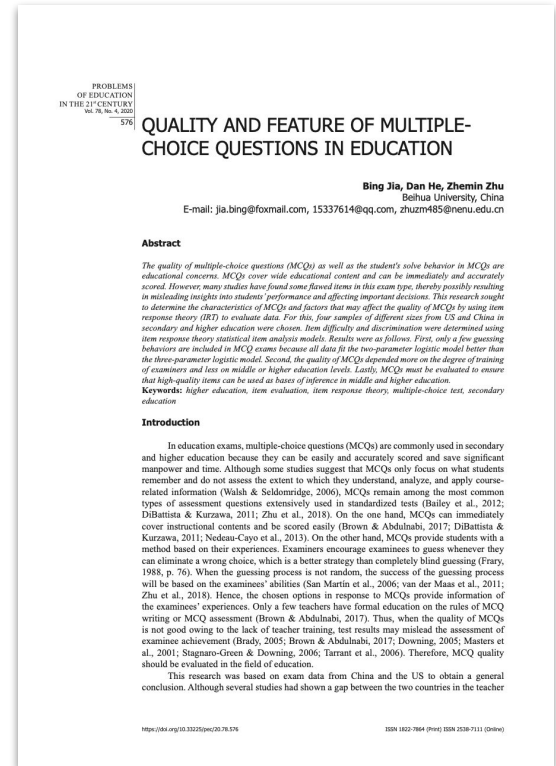 PROBLEMS
OF EDUCATION
IN THE 21st CENTURY
Vol. 78, No. 4, 2020
576
QUALITY AND FEATURE OF MULTIPLE-
CHOICE QUESTIONS IN EDUCATION
Bing Jia, Dan He, Zhemin Zhu
Beihua University, China
E-mail: jia.bing@foxmail.com, 15337614@qq.com, zhuzm485@nenu.edu.cn
Abstract
The quality of multiple-choice questions (MCQs) as well as the student's solve behavior in MCQs are
educational concerns. MCQs cover wide educational content and can be immediately and accurately
scored. However, many studies have found some flawed items in this exam type, thereby possibly resulting
in misleading insights into students' performance and affecting important decisions. This research sought
to determine the characteristics of MCQs and factors that may affect the quality of MCQs by using item
response theory (IRT) to evaluate data. For this, four samples of different sizes from US and China in
secondary and higher education were chosen. Item difficulty and discrimination were determined using
item response theory statistical item analysis models. Results were as follows. First, only a few guessing
behaviors are included in MCQ exams because all data fit the two-parameter logistic model better than
the three-parameter logistic model. Second, the quality of MCQs depended more on the degree of training
of examiners and less on middle or higher education levels. Lastly, MCQs must be evaluated to ensure
that high-quality items can be used as bases of inference in middle and higher education.
Keywords: higher education, item evaluation, item response theory, multiple-choice test, secondary
education
Introduction
In education exams, multiple-choice questions (MCQs) are commonly used in secondary
and higher education because they can be easily and accurately scored and save significant
manpower and time. Although some studies suggest that MCQs only focus on what students
remember and do not assess the extent to which they understand, analyze, and apply course-
related information (Walsh & Seldomridge, 2006), MCQs remain among the most common
types of assessment questions extensively used in standardized tests (Bailey et al., 2012;
DiBattista & Kurzawa, 2011; Zhu et al., 2018). On the one hand, MCQs can immediately
cover instructional contents and be scored easily (Brown & Abdulnabi, 2017; DiBattista &
Kurzawa, 2011; Nedeau-Cayo et al., 2013). On the other hand, MCQs provide students with a
method based on their experiences. Examiners encourage examinees to guess whenever they
can eliminate a wrong choice, which is a better strategy than completely blind guessing (Frary,
1988, p. 76). When the guessing process is not random, the success of the guessing process
will be based on the examinees' abilities (San Martín et al., 2006; van der Maas et al., 2011;
Zhu et al., 2018). Hence, the chosen options in response to MCQs provide information of
the examinees' experiences. Only a few teachers have formal education on the rules of MCQ
writing or MCQ assessment (Brown & Abdulnabi, 2017). Thus, when the quality of MCQs
is not good owing to the lack of teacher training, test results may mislead the assessment of
examinee achievement (Brady, 2005; Brown & Abdulnabi, 2017; Downing, 2005; Masters et
al., 2001; Stagnaro-Green & Downing, 2006; Tarrant et al., 2006). Therefore, MCQ quality
should be evaluated in the field of education.
This research was based on exam data from China and the US to obtain a general
conclusion. Although several studies had shown a gap between the two countries in the teacher
https://doi.org/10.33225/pec/20.78.576
ISSN 1822-7864 (Print) ISSN 2538-7111 (Online)